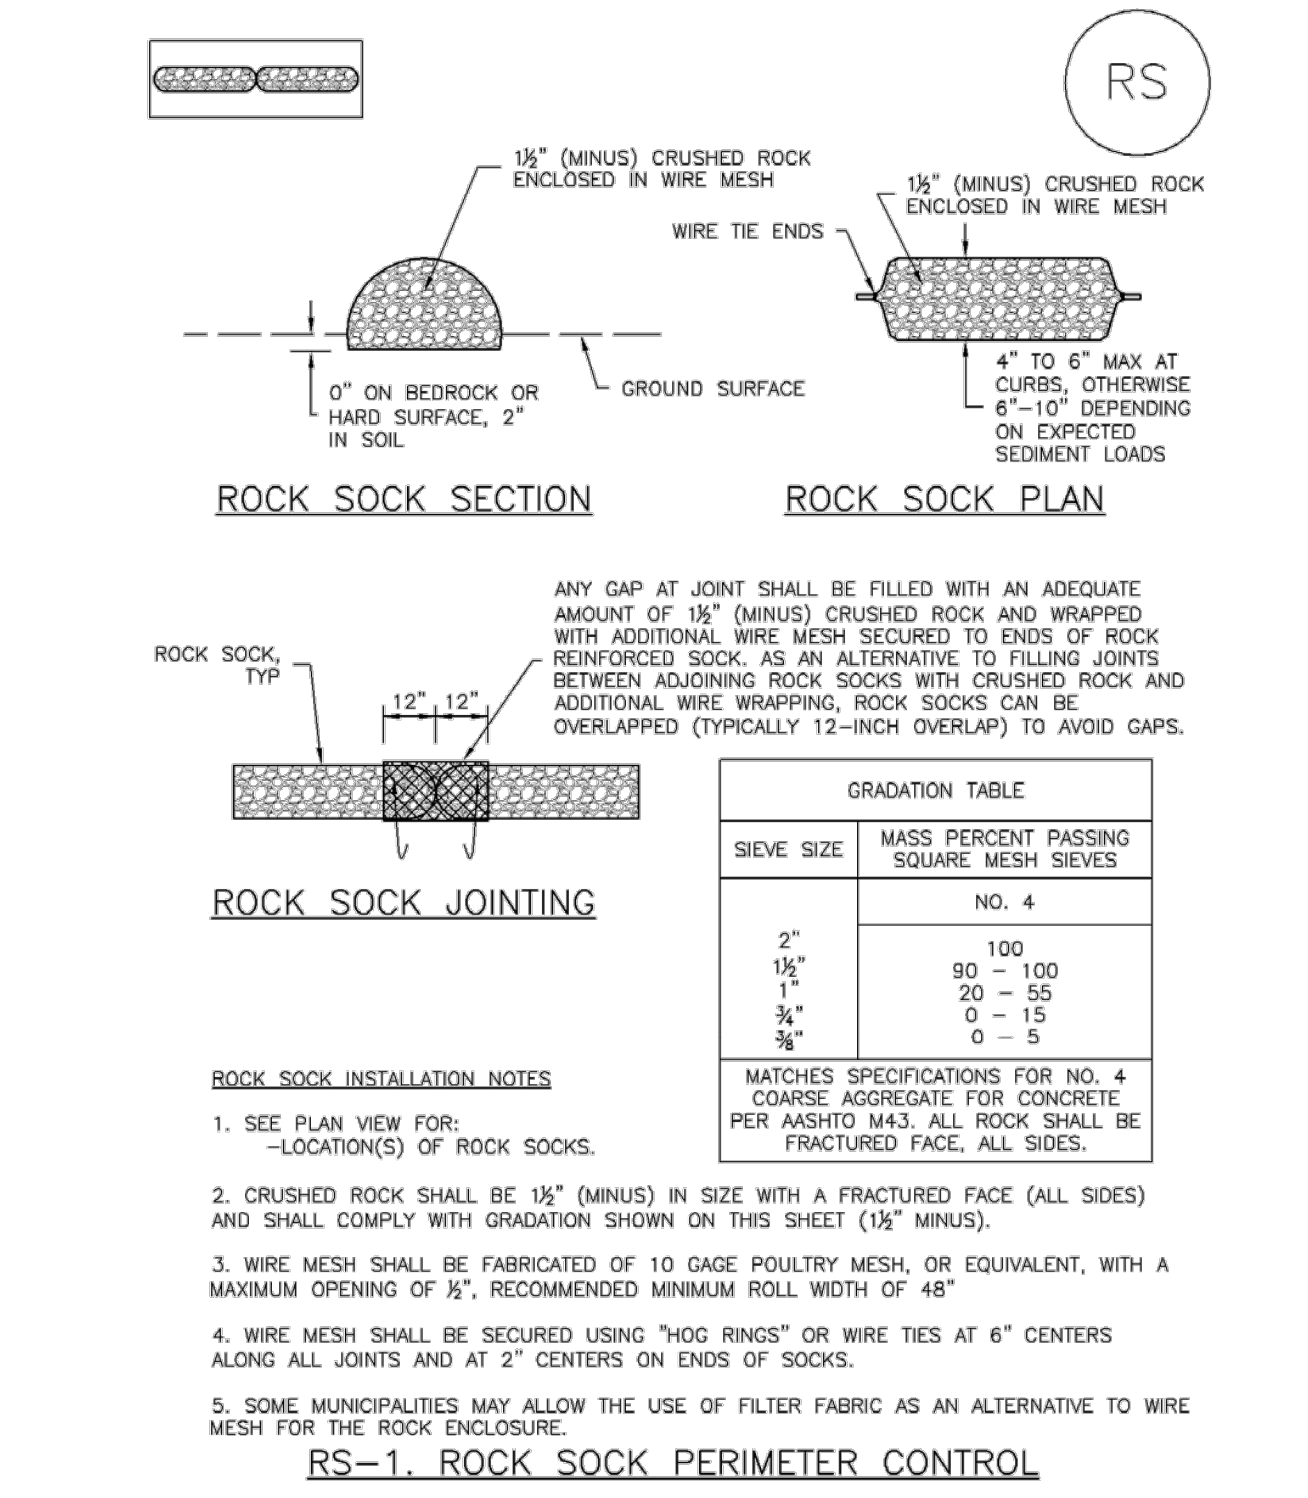 RS
1½" (MINUS) CRUSHED ROCK
ENCLOSED IN WIRE MESH
1½" (MINUS) CRUSHED ROCK
ENCLOSED IN WIRE MESH
WIRE TIE ENDS
GROUND SURFACE
0" ON BEDROCK OR
HARD SURFACE, 2"
IN SOIL
4" TO 6" MAX AT
CURBS, OTHERWISE
6"-10" DEPENDING
ON EXPECTED
SEDIMENT LOADS
ROCK SOCK SECTION
ROCK SOCK PLAN
ANY GAP AT JOINT SHALL BE FILLED WITH AN ADEQUATE
AMOUNT OF 1½" (MINUS) CRUSHED ROCK AND WRAPPED
WITH ADDITIONAL WIRE MESH SECURED TO ENDS OF ROCK
REINFORCED SOCK. AS AN ALTERNATIVE TO FILLING JOINTS
BETWEEN ADJOINING ROCK SOCKS WITH CRUSHED ROCK AND
ADDITIONAL WIRE WRAPPING, ROCK SOCKS CAN BE
OVERLAPPED (TYPICALLY 12-INCH OVERLAP) TO AVOID GAPS.
ROCK SOCK,
TYP
12" 12"
ROCK SOCK JOINTING
GRADATION TABLE
SIEVE SIZE
MASS PERCENT PASSING
SQUARE MESH SIEVES
NO. 4
2" 100
1½" 90 - 100
1" 20 - 55
¾" 0 - 15
⅜" 0 - 5
MATCHES SPECIFICATIONS FOR NO. 4
COARSE AGGREGATE FOR CONCRETE
PER AASHTO M43. ALL ROCK SHALL BE
FRACTURED FACE, ALL SIDES.
ROCK SOCK INSTALLATION NOTES
1. SEE PLAN VIEW FOR:
-LOCATION(S) OF ROCK SOCKS.
2. CRUSHED ROCK SHALL BE 1½" (MINUS) IN SIZE WITH A FRACTURED FACE (ALL SIDES)
AND SHALL COMPLY WITH GRADATION SHOWN ON THIS SHEET (1½" MINUS).
3. WIRE MESH SHALL BE FABRICATED OF 10 GAGE POULTRY MESH, OR EQUIVALENT, WITH A
MAXIMUM OPENING OF ½", RECOMMENDED MINIMUM ROLL WIDTH OF 48"
4. WIRE MESH SHALL BE SECURED USING "HOG RINGS" OR WIRE TIES AT 6" CENTERS
ALONG ALL JOINTS AND AT 2" CENTERS ON ENDS OF SOCKS.
5. SOME MUNICIPALITIES MAY ALLOW THE USE OF FILTER FABRIC AS AN ALTERNATIVE TO WIRE
MESH FOR THE ROCK ENCLOSURE.
RS-1. ROCK SOCK PERIMETER CONTROL